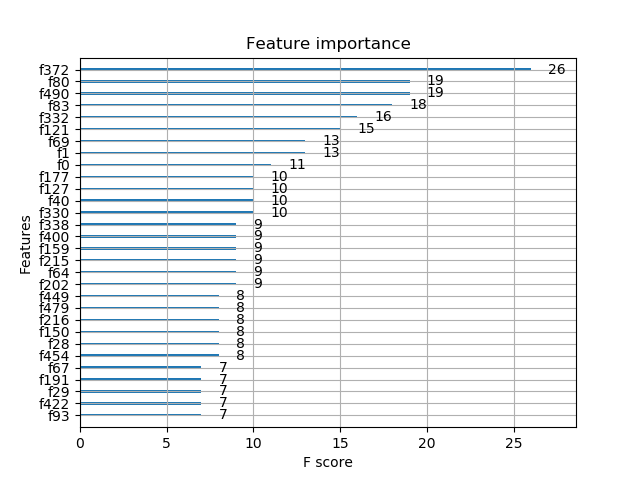 Feature importance
f372 26
f80 19
f490 19
f83 18
f332 16
f121 15
f69 13
f1 13
f0 11
f177 10
f127 10
f40 10
f330 10
f338 9
f400 9
f159 9
f215 9
f64 9
f202 9
f449 8
f479 8
f216 8
f150 8
f28 8
f454 8
f67 7
f191 7
f29 7
f422 7
f93 7
Features
0 5 10 15 20 25
F score